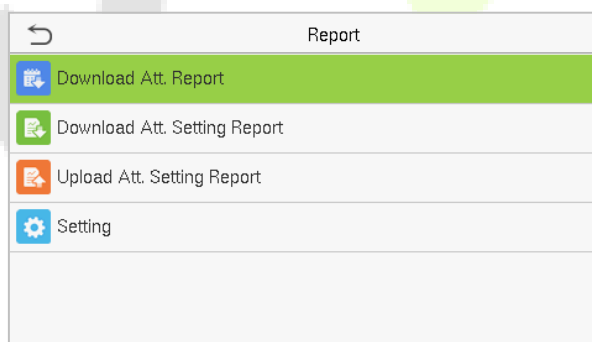 Report
Download Att. Report
Download Att. Setting Report
Upload Att. Setting Report
Setting